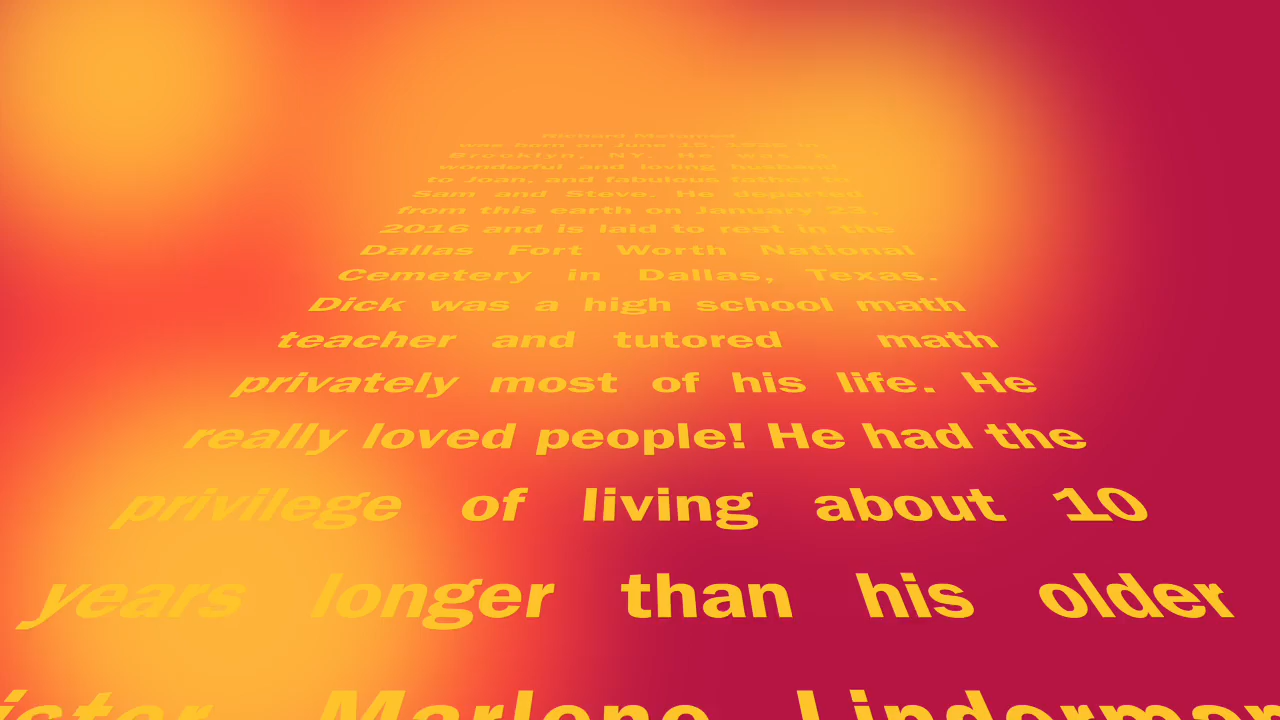 was born on June 15, 1932 in
Brooklyn, NY. He was a
wonderful and loving husband
to Joan, and fabulous father to
Sam and Steve. He departed
from this earth on January 23,
2016 and is laid to rest in the
Dallas Fort Worth National
Cemetery in Dallas, Texas.
Dick was a high school math
teacher and tutored math
privately most of his life. He
really loved people! He had the
privilege of living about 10
years longer than his older
sister Marlene Linderman